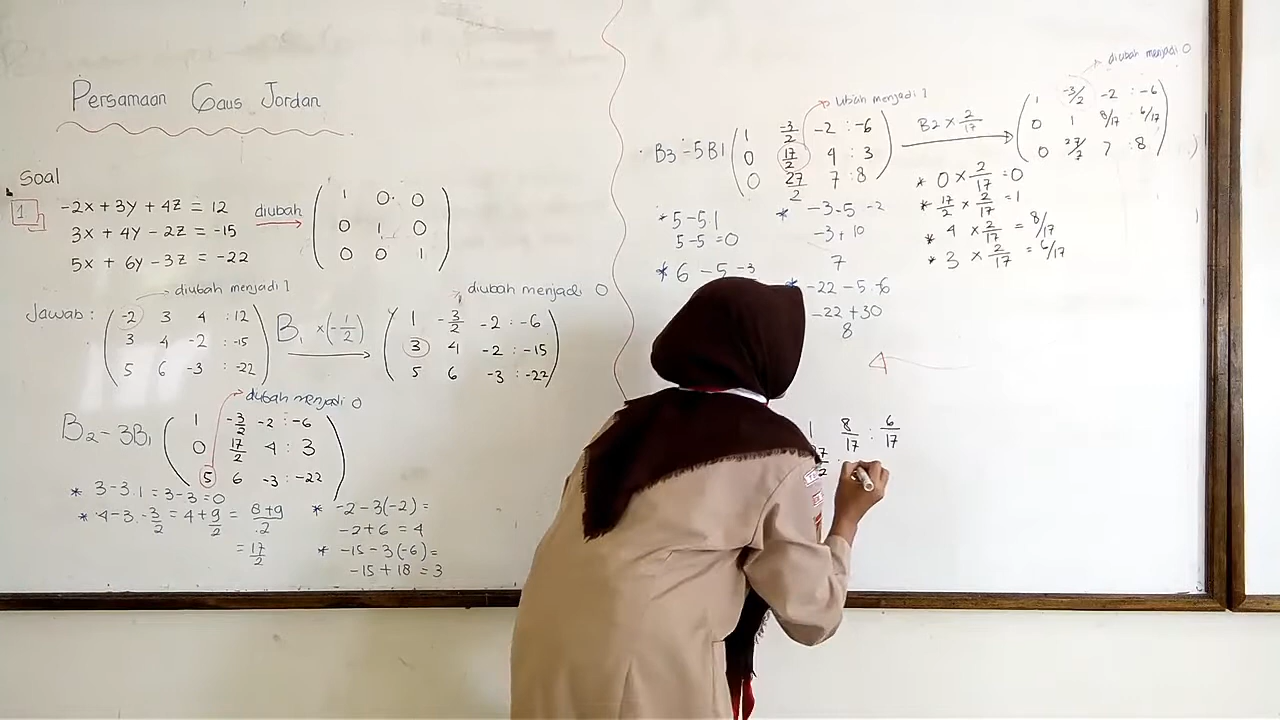 Persamaan Gaus Jordan
Soal
1
-2x + 3y + 4z = 12
3x + 4y - 2z = -15
5x + 6y - 3z = -22
diubah
1 0 0
0 1 0
0 0 1
diubah menjadi 1
Jawab :
-2 3 4 : 12
3 4 -2 : -15
5 6 -3 : -22
B1 × (-1/2)
diubah menjadi 0
1 -3/2 -2 : -6
3 4 -2 : -15
5 6 -3 : -22
B2 - 3B1
diubah menjadi 0
1 -3/2 -2 : -6
0 17/2 4 : 3
5 6 -3 : -22
* 3-3.1 = 3-3 = 0
* 4-3.-3/2 = 4+9/2 = 8+9/2
= 17/2
* -2-3(-2) =
-2+6 = 4
* -15-3(-6) =
-15+18 = 3
B3 - 5B1
Ubah menjadi 1
1 -3/2 -2 : -6
0 17/2 4 : 3
0 27/2 7 : 8
* 5-5.1
5-5 = 0
* 6-5 -3
* -3-5 -2
-3+10
7
* -22-5.-6
-22+30
8
B2 × 2/17
diubah menjadi 0
1 -3/2 -2 : -6
0 1 8/17 : 6/17
0 27/2 7 : 8
* 0 × 2/17 = 0
* 17/2 × 2/17 = 1
* 4 × 2/17 = 8/17
* 3 × 2/17 = 6/17
1 8/17 : 6/17